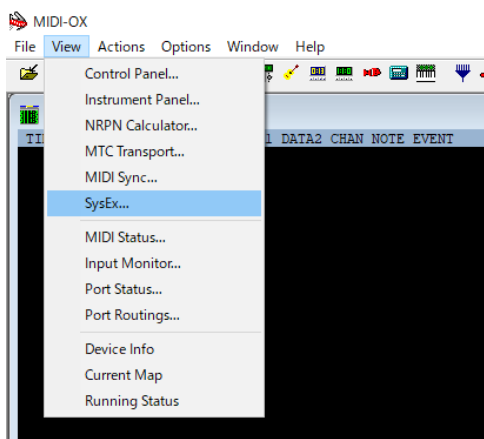 MIDI-OX
File View Actions Options Window Help
Control Panel...
Instrument Panel...
NRPN Calculator...
MTC Transport...
MIDI Sync...
SysEx...
MIDI Status...
Input Monitor...
Port Status...
Port Routings...
Device Info
Current Map
Running Status
TI 1 DATA2 CHAN NOTE EVENT